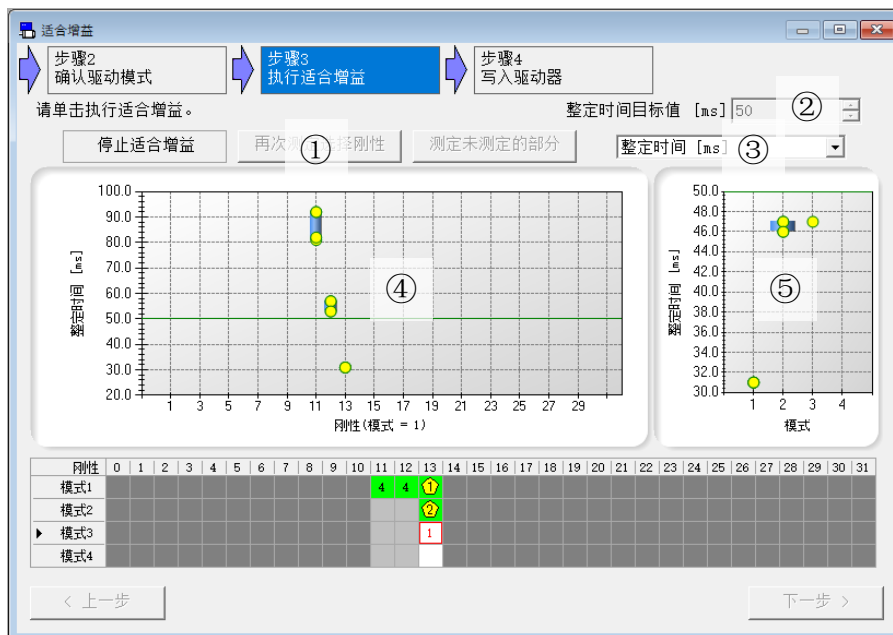 适合增益
步骤2
确认驱动模式
步骤3
执行适合增益
步骤4
写入驱动器
请单击执行适合增益。
整定时间目标值 [ms] 50 ②
停止适合增益
再次测 ① 选择刚性
测定未测定的部分
整定时间 [ms] ③
100.0
90.0
80.0
70.0
60.0
50.0
40.0
30.0
20.0
整定时间 [ms]
④
1 3 5 7 9 11 13 15 17 19 21 23 25 27 29
刚性(模式 = 1)
50.0
48.0
46.0
44.0
42.0
40.0
38.0
36.0
34.0
32.0
30.0
整定时间 [ms]
⑤
1 2 3 4
模式
刚性 0 1 2 3 4 5 6 7 8 9 10 11 12 13 14 15 16 17 18 19 20 21 22 23 24 25 26 27 28 29 30 31
模式1 4 4 1
模式2 2
模式3 1
模式4
< 上一步
下一步 >